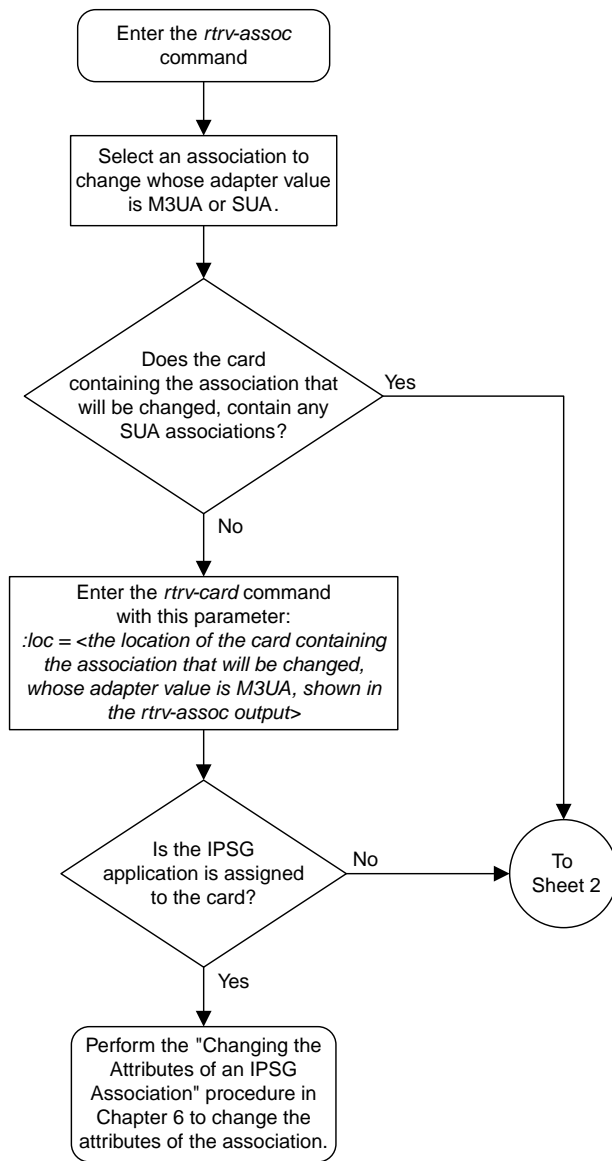 Enter the rtrv-assoc
command
Select an association to
change whose adapter value
is M3UA or SUA.
Does the card
containing the association that
will be changed, contain any
SUA associations?
Yes
No
Enter the rtrv-card command
with this parameter:
:loc = <the location of the card containing
the association that will be changed,
whose adapter value is M3UA, shown in
the rtrv-assoc output>
Is the IPSG
application is assigned
to the card?
No
To
Sheet 2
Yes
Perform the "Changing the
Attributes of an IPSG
Association" procedure in
Chapter 6 to change the
attributes of the association.